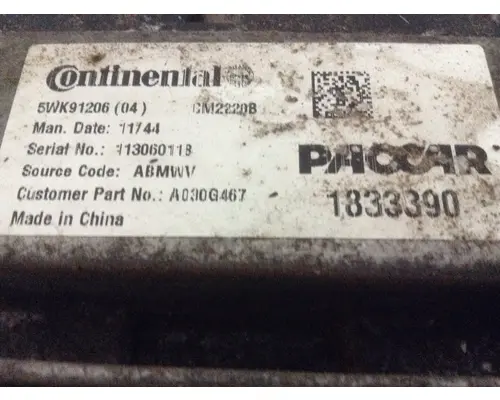 Continental
5WK91206 (04) CM2220B
Man. Date: 11744
Serial No.: 113060118
Source Code: ABMWV
PACCAR
Customer Part No.: A030G467
1833390
Made in China